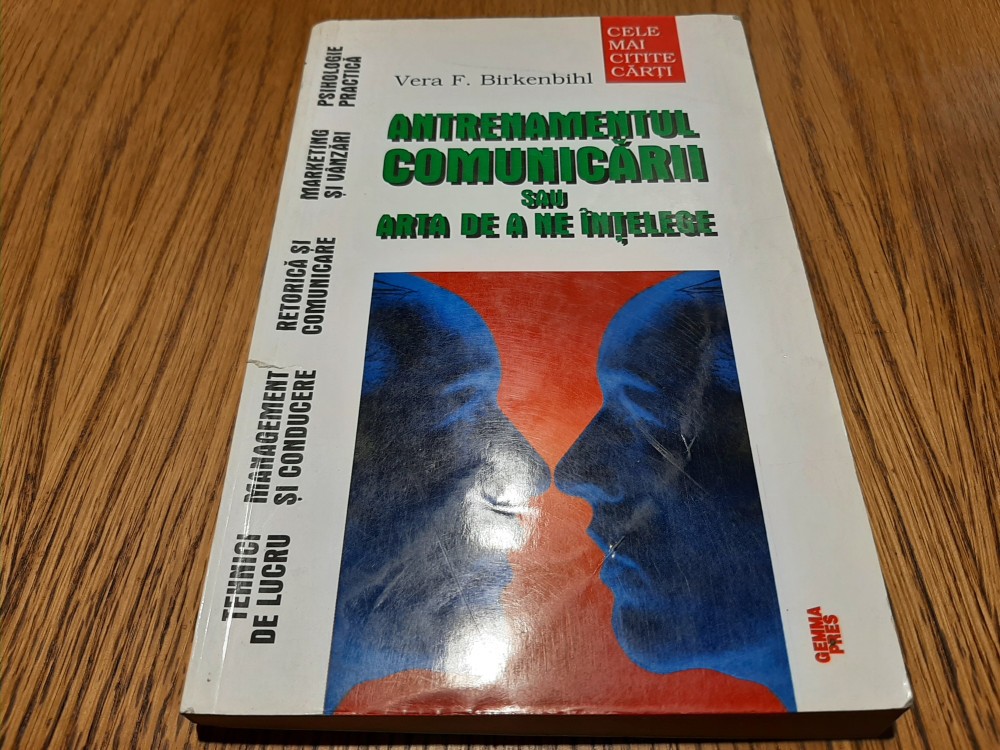 CELE
MAI
CITITE
CĂRȚI
Vera F. Birkenbihl
ANTRENAMENTUL
COMUNICĂRII
SAU
ARTA DE A NE ÎNȚELEGE
PSIHOLOGIE
PRACTICĂ
MARKETING
ȘI VÂNZĂRI
RETORICĂ ȘI
COMUNICARE
MANAGEMENT
ȘI CONDUCERE
TEHNICI
DE LUCRU
GEMMA
PRES